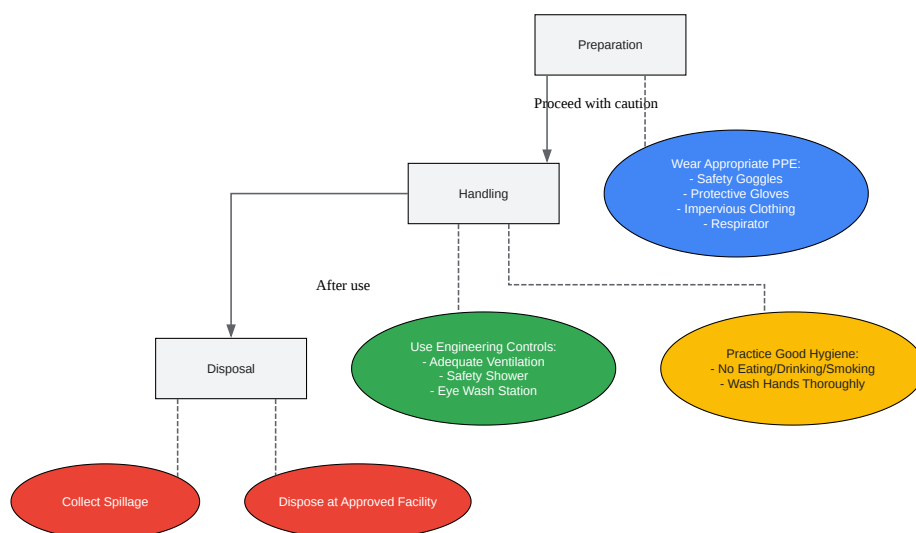 Preparation
Proceed with caution
Wear Appropriate PPE:
- Safety Goggles
- Protective Gloves
- Impervious Clothing
- Respirator
Handling
After use
Use Engineering Controls:
- Adequate Ventilation
- Safety Shower
- Eye Wash Station
Practice Good Hygiene:
- No Eating/Drinking/Smoking
- Wash Hands Thoroughly
Disposal
Collect Spillage
Dispose at Approved Facility